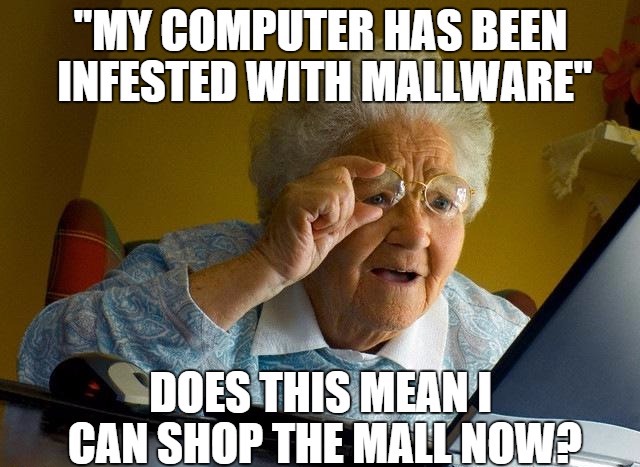 "MY COMPUTER HAS BEEN
INFESTED WITH MALLWARE"
DOES THIS MEAN I
CAN SHOP THE MALL NOW?